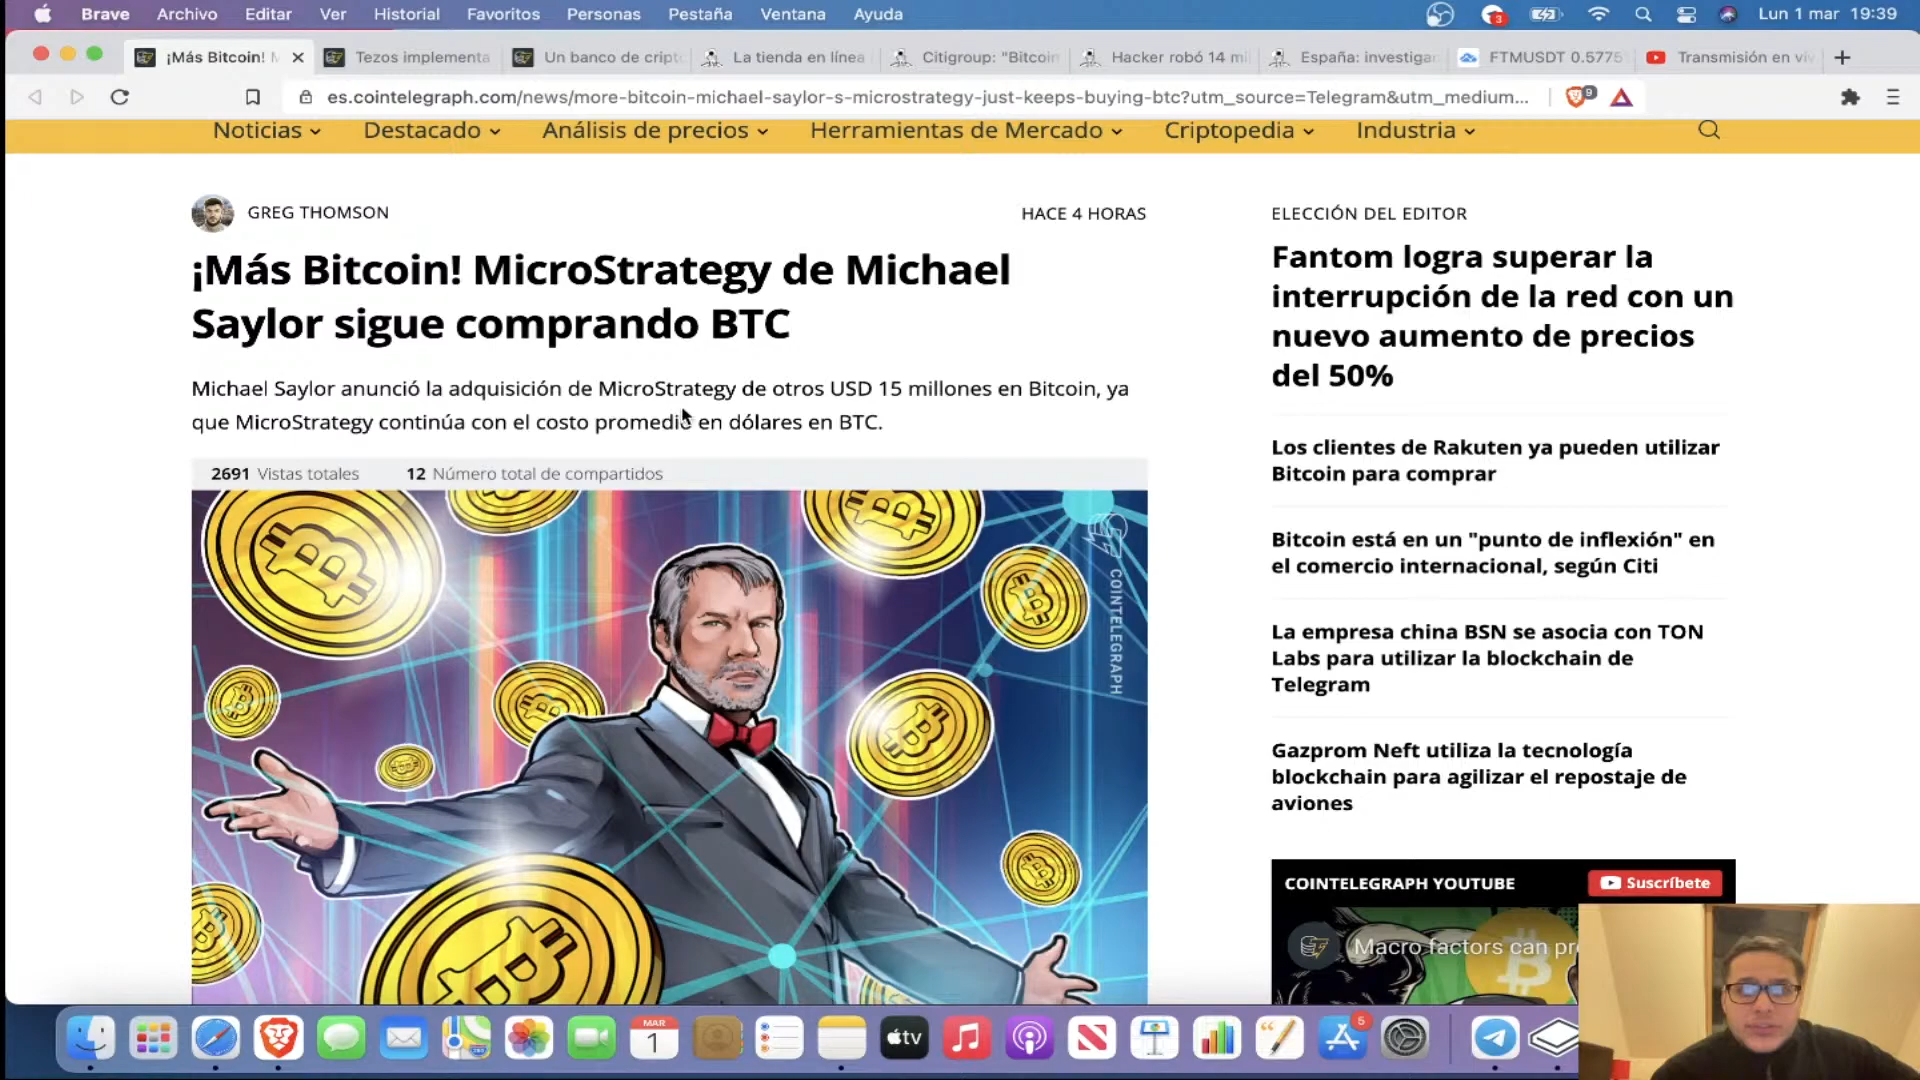 Brave Archivo Editar Ver Historial Favoritos Personas Pestaña Ventana Ayuda
3
Lun 1 mar 19:39
¡Más Bitcoin!
Tezos implementa
Un banco de cript
La tienda en línea
Citigroup: "Bitcoin
Hacker robó 14 mil
España: investigan
FTMUSDT 0.5775
Transmisión en viv
es.cointelegraph.com/news/more-bitcoin-michael-saylor-s-microstrategy-just-keeps-buying-btc?utm_source=Telegram&utm_medium...
9
Noticias Destacado Análisis de precios Herramientas de Mercado Criptopedia Industria
GREG THOMSON
HACE 4 HORAS
¡Más Bitcoin! MicroStrategy de Michael
Saylor sigue comprando BTC
Michael Saylor anunció la adquisición de MicroStrategy de otros USD 15 millones en Bitcoin, ya
que MicroStrategy continúa con el costo promedio en dólares en BTC.
2691 Vistas totales 12 Número total de compartidos
COINTELEGRAPH
ELECCIÓN DEL EDITOR
Fantom logra superar la
interrupción de la red con un
nuevo aumento de precios
del 50%
Los clientes de Rakuten ya pueden utilizar
Bitcoin para comprar
Bitcoin está en un "punto de inflexión" en
el comercio internacional, según Citi
La empresa china BSN se asocia con TON
Labs para utilizar la blockchain de
Telegram
Gazprom Neft utiliza la tecnología
blockchain para agilizar el repostaje de
aviones
COINTELEGRAPH YOUTUBE
Suscríbete
Macro factors can pr
MAR
1
tv
5